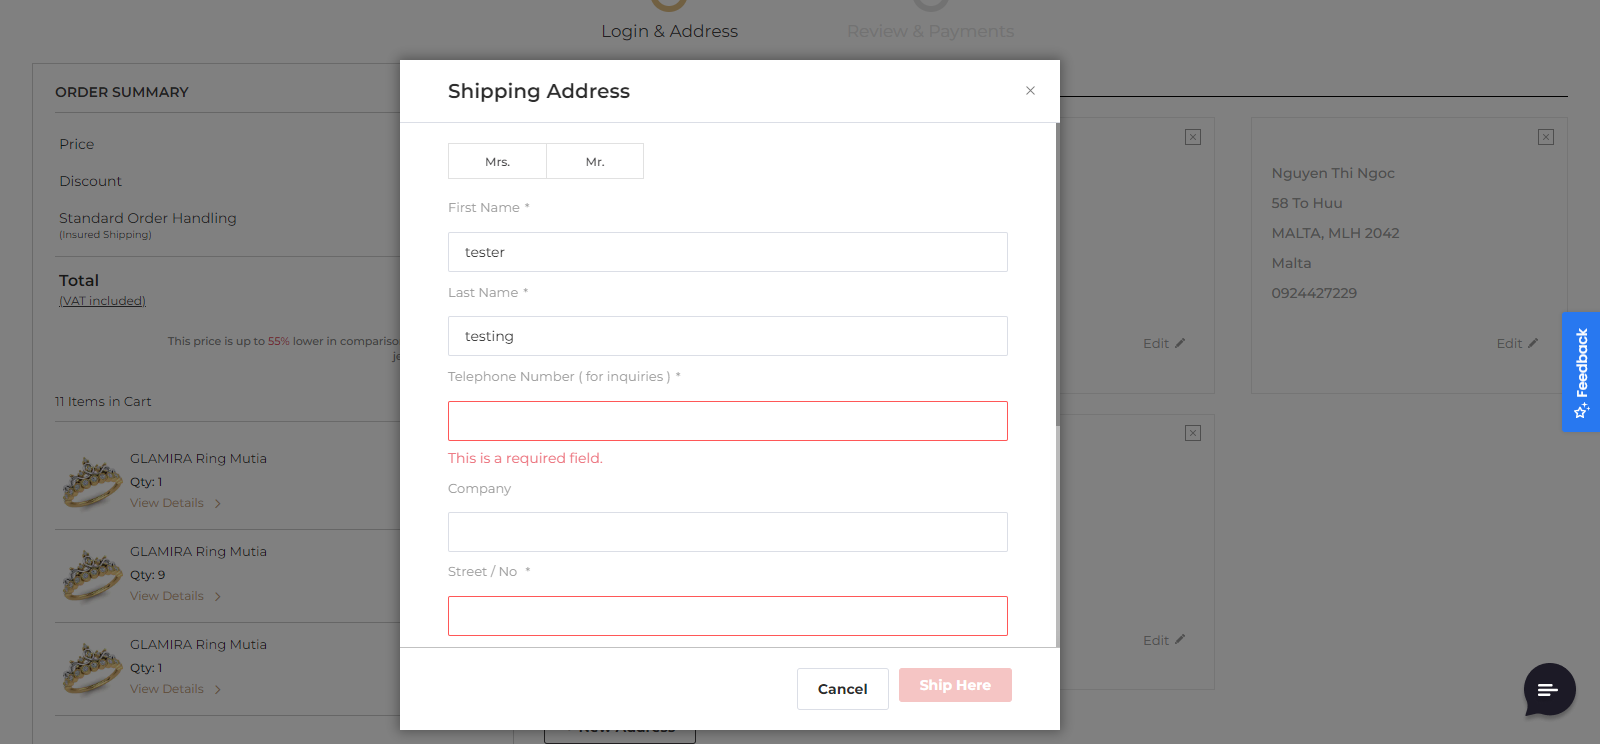 Login & Address
Review & Payments
ORDER SUMMARY
Price
Discount
Standard Order Handling
(Insured Shipping)
Total
(VAT included)
This price is up to 55% lower in
11 Items in Cart
GLAMIRA Ring Mutia
Qty: 1
View Details
GLAMIRA Ring Mutia
Qty: 9
View Details
GLAMIRA Ring Mutia
Qty: 1
View Details
Shipping Address
Mrs.
Mr.
First Name *
tester
Last Name *
testing
Telephone Number ( for inquiries ) *
This is a required field.
Company
Street / No *
Cancel
Ship Here
New Address
Edit
Edit
Nguyen Thi Ngoc
58 To Huu
MALTA, MLH 2042
Malta
0924427229
Edit
Feedback